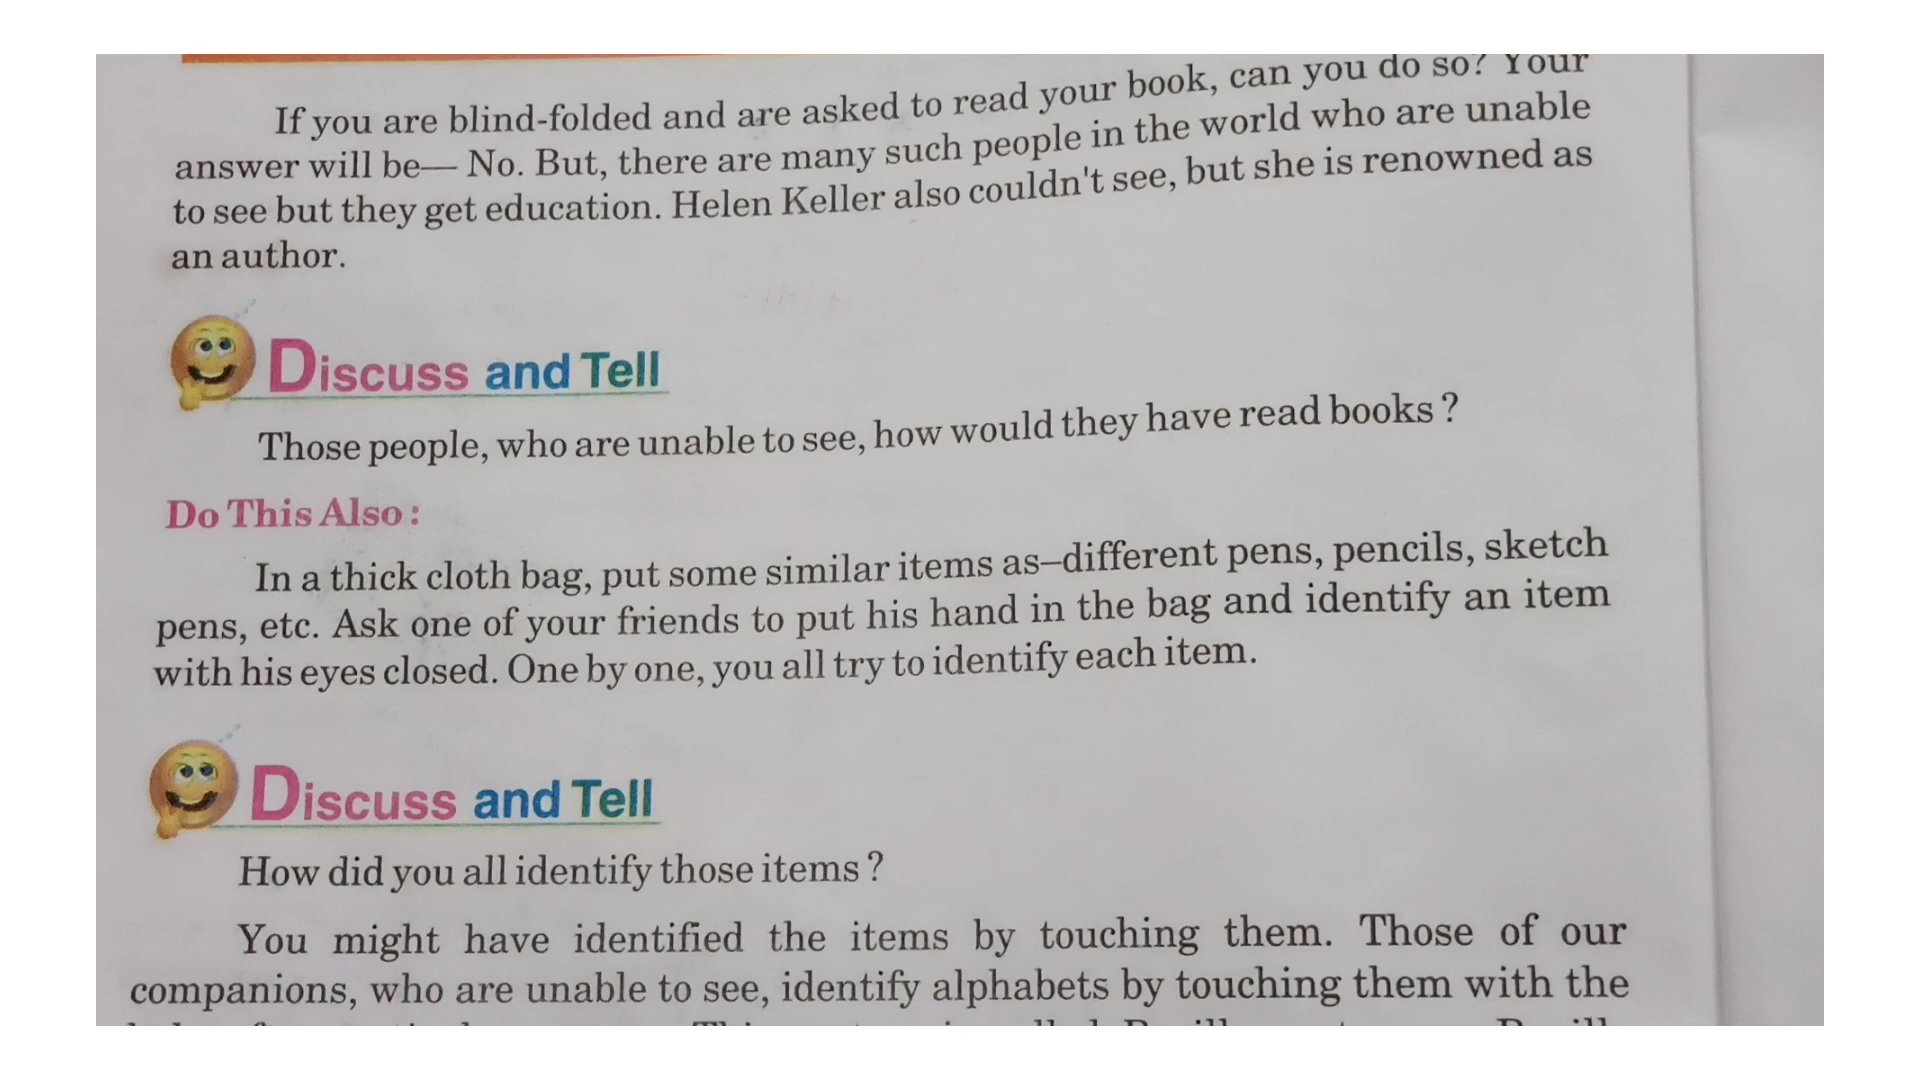 If you are blind-folded and are asked to read your book, can you do so? Your
answer will be— No. But, there are many such people in the world who are unable
to see but they get education. Helen Keller also couldn't see, but she is renowned as
an author.
Discuss and Tell
Those people, who are unable to see, how would they have read books ?
Do This Also :
In a thick cloth bag, put some similar items as–different pens, pencils, sketch
pens, etc. Ask one of your friends to put his hand in the bag and identify an item
with his eyes closed. One by one, you all try to identify each item.
Discuss and Tell
How did you all identify those items ?
You might have identified the items by touching them. Those of our
companions, who are unable to see, identify alphabets by touching them with the